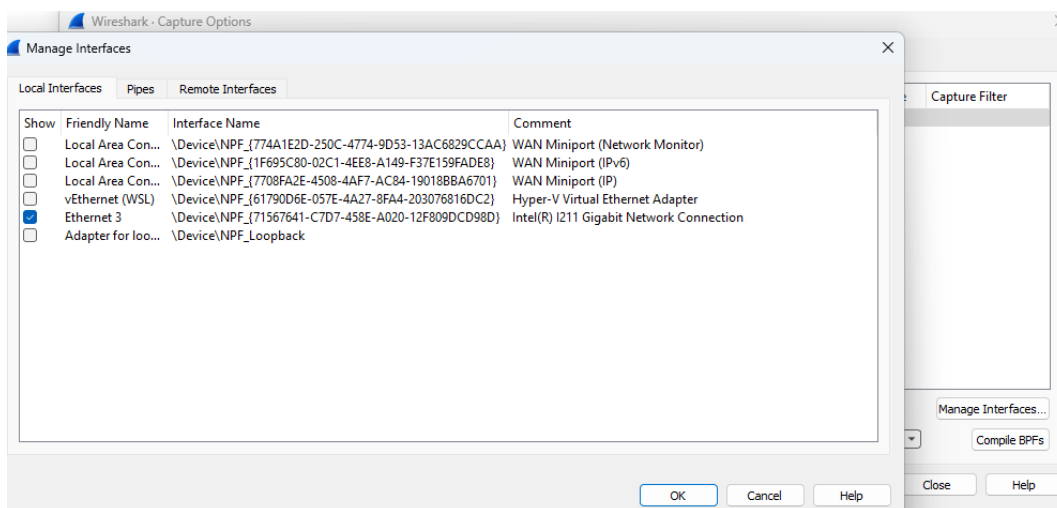 Wireshark · Capture Options
Manage Interfaces
Local Interfaces Pipes Remote Interfaces
Capture Filter
Show Friendly Name Interface Name Comment
Local Area Con... \Device\NPF_{774A1E2D-250C-4774-9D53-13AC6829CCAA} WAN Miniport (Network Monitor)
Local Area Con... \Device\NPF_{1F695C80-02C1-4EE8-A149-F37E159FADE8} WAN Miniport (IPv6)
Local Area Con... \Device\NPF_{7708FA2E-4508-4AF7-AC84-19018BBA6701} WAN Miniport (IP)
vEthernet (WSL) \Device\NPF_{61790D6E-057E-4A27-8FA4-203076816DC2} Hyper-V Virtual Ethernet Adapter
Ethernet 3 \Device\NPF_{71567641-C7D7-458E-A020-12F809DCD98D} Intel(R) I211 Gigabit Network Connection
Adapter for loo... \Device\NPF_Loopback
Manage Interfaces...
Compile BPFs
OK Cancel Help
Close Help